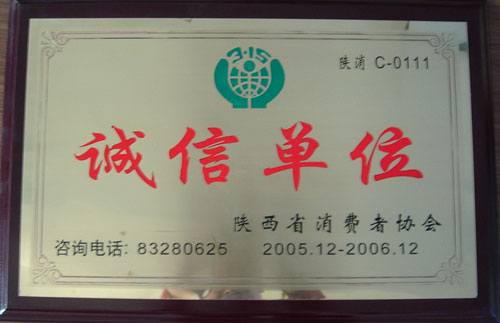 3·15
陕消 C-0111
诚信单位
陕西省消费者协会
咨询电话: 83280625 2005.12-2006.12